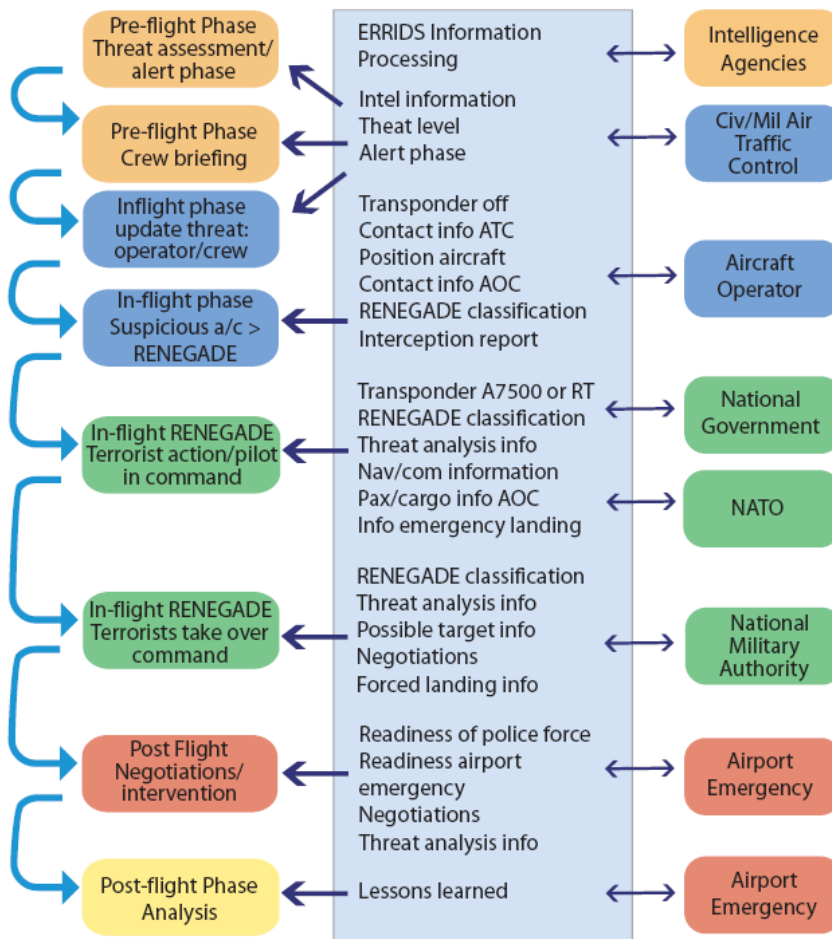 Pre-flight Phase
Threat assessment/
alert phase
Pre-flight Phase
Crew briefing
Inflight phase
update threat:
operator/crew
In-flight phase
Suspicious a/c >
RENEGADE
In-flight RENEGADE
Terrorist action/pilot
in command
In-flight RENEGADE
Terrorists take over
command
Post Flight
Negotiations/
intervention
Post-flight Phase
Analysis
ERRIDS Information
Processing
Intel information
Theat level
Alert phase
Transponder off
Contact info ATC
Position aircraft
Contact info AOC
RENEGADE classification
Interception report
Transponder A7500 or RT
RENEGADE classification
Threat analysis info
Nav/com information
Pax/cargo info AOC
Info emergency landing
RENEGADE classification
Threat analysis info
Possible target info
Negotiations
Forced landing info
Readiness of police force
Readiness airport
emergency
Negotiations
Threat analysis info
Lessons learned
Intelligence
Agencies
Civ/Mil Air
Traffic
Control
Aircraft
Operator
National
Government
NATO
National
Military
Authority
Airport
Emergency
Airport
Emergency